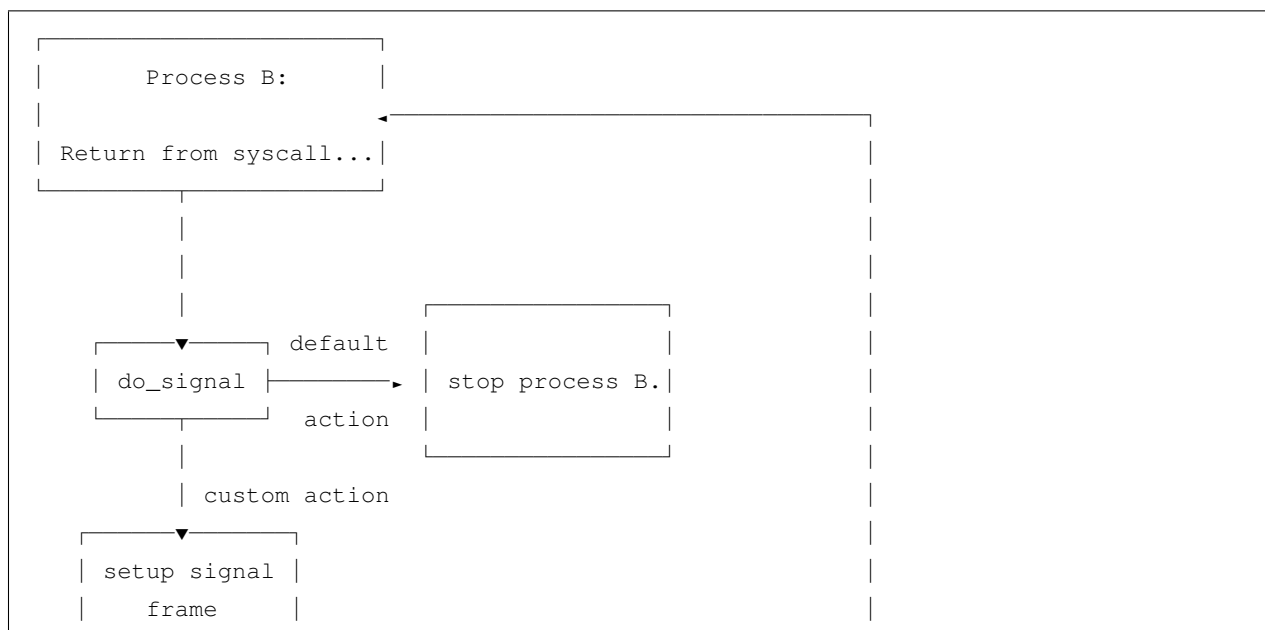 Process B:
Return from syscall...
default
do_signal
stop process B.
action
custom action
setup signal
frame